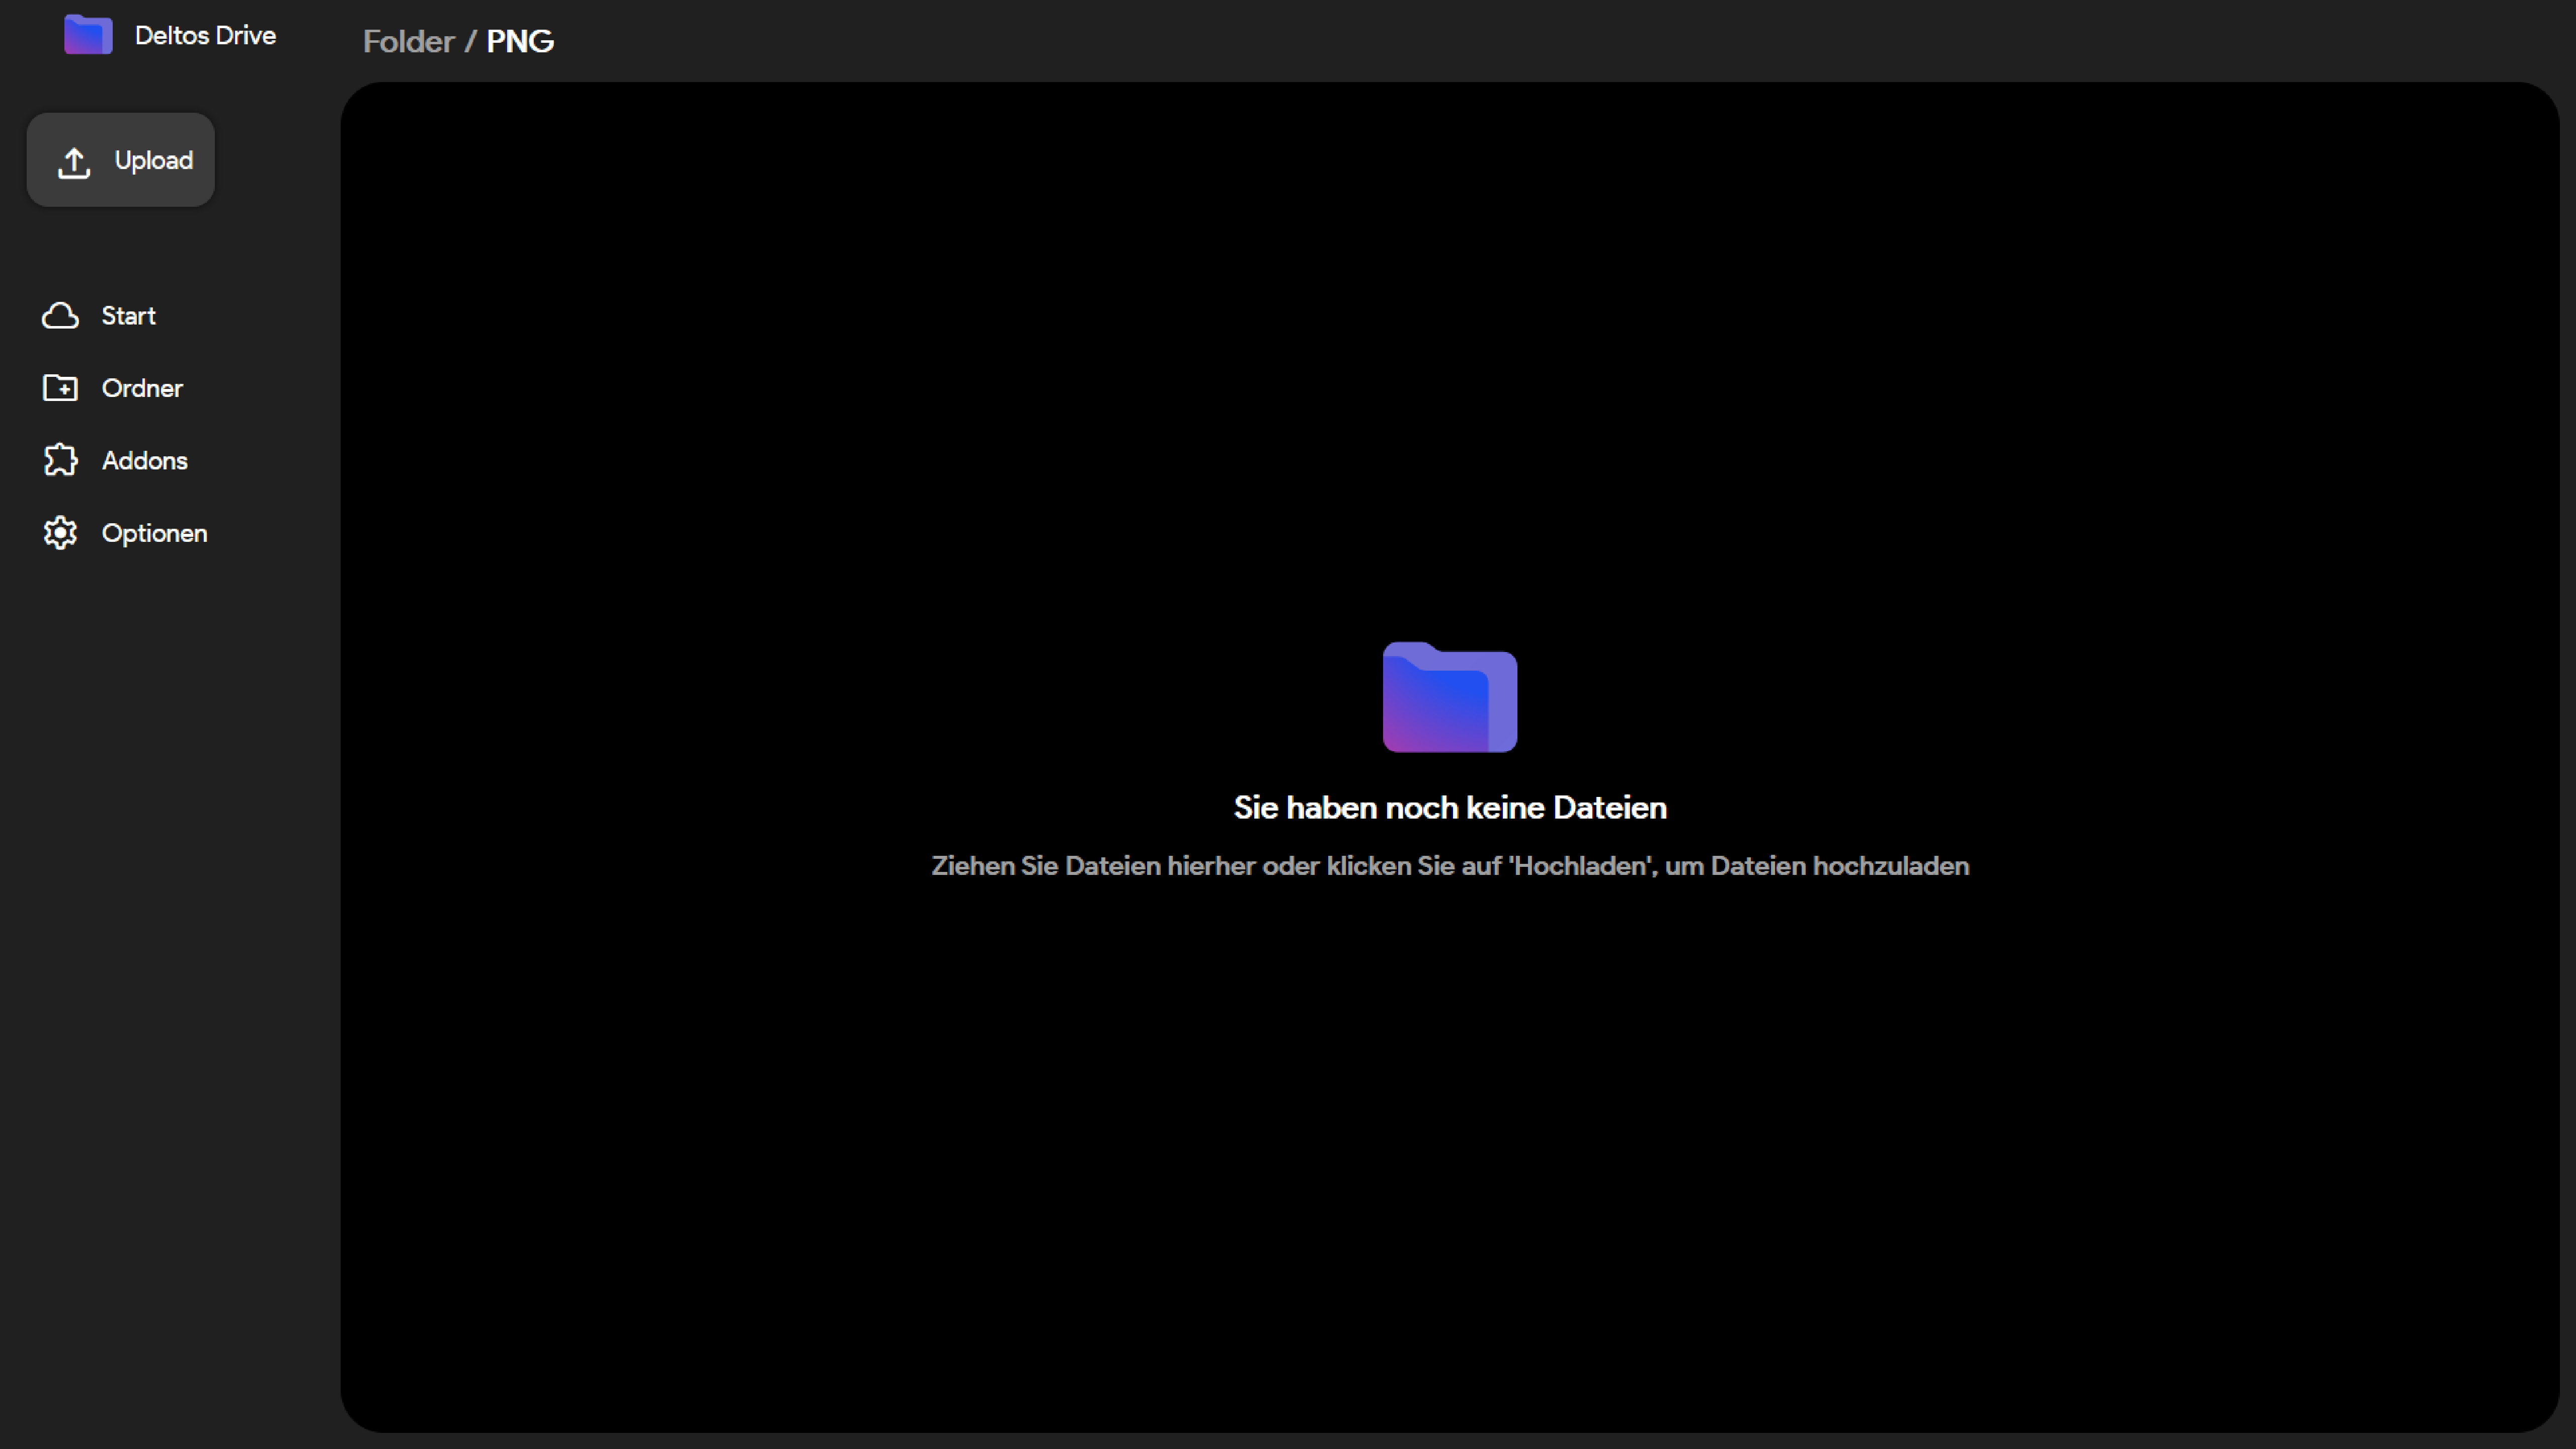 Deltos Drive
Folder / PNG
Upload
Start
Ordner
Addons
Optionen
Sie haben noch keine Dateien
Ziehen Sie Dateien hierher oder klicken Sie auf 'Hochladen', um Dateien hochzuladen